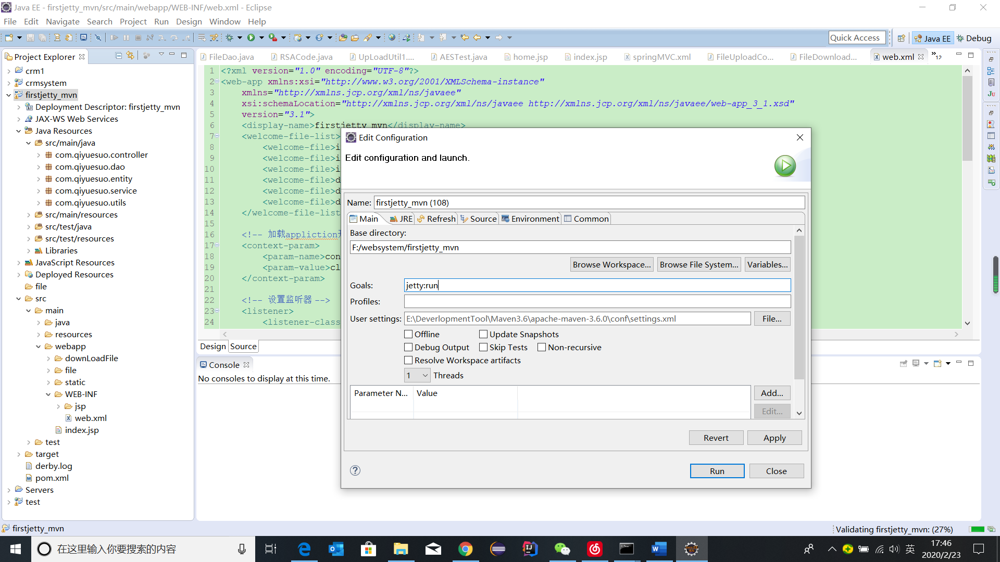 Java EE - firstjetty_mvn/src/main/webapp/WEB-INF/web.xml - Eclipse
File Edit Navigate Search Project Run Design Window Help
Quick Access
Java EE
Debug
Project Explorer
crm1
crmsystem
firstjetty_mvn
Deployment Descriptor: firstjetty_mvn
JAX-WS Web Services
Java Resources
src/main/java
com.qiyuesuo.controller
com.qiyuesuo.dao
com.qiyuesuo.entity
com.qiyuesuo.service
com.qiyuesuo.utils
src/main/resources
src/test/java
src/test/resources
Libraries
JavaScript Resources
Deployed Resources
file
src
main
java
resources
webapp
downLoadFile
file
static
WEB-INF
jsp
web.xml
index.jsp
test
target
derby.log
pom.xml
Servers
test
FileDao.java RSACode.java UpLoadUtil1.... AESTest.java home.jsp index.jsp springMVC.xml FileUploadCo... FileDownload... web.xml »12
1 <?xml version="1.0" encoding="UTF-8"?>
2 <web-app xmlns:xsi="http://www.w3.org/2001/XMLSchema-instance"
3 xmlns="http://xmlns.jcp.org/xml/ns/javaee"
4 xsi:schemaLocation="http://xmlns.jcp.org/xml/ns/javaee http://xmlns.jcp.org/xml/ns/javaee/web-app_3_1.xsd"
5 version="3.1">
6 <display-name>firstjetty_mvn</display-name>
7 <welcome-file-list>
8 <welcome-file>i
9 <welcome-file>i
10 <welcome-file>i
11 <welcome-file>d
12 <welcome-file>d
13 <welcome-file>d
14 </welcome-file-list
15
16 <!-- 加载appliction
17 <context-param>
18 <param-name>con
19 <param-value>cl
20 </context-param>
21
22 <!-- 设置监听器 -->
23 <listener>
24 <listener-class
Design Source
Console
No consoles to display at this time.
Edit Configuration
Edit configuration and launch.
Name: firstjetty_mvn (108)
Main JRE Refresh Source Environment Common
Base directory:
F:/websystem/firstjetty_mvn
Browse Workspace... Browse File System... Variables...
Goals: jetty:run
Profiles:
User settings: E:\DeverlopmentTool\Maven3.6\apache-maven-3.6.0\conf\settings.xml File...
Offline Update Snapshots
Debug Output Skip Tests Non-recursive
Resolve Workspace artifacts
1 Threads
Parameter N... Value Add...
Edit...
Revert Apply
Run Close
firstjetty_mvn
Validating firstjetty_mvn: (27%)
在这里输入你要搜索的内容
英
17:46
2020/2/23